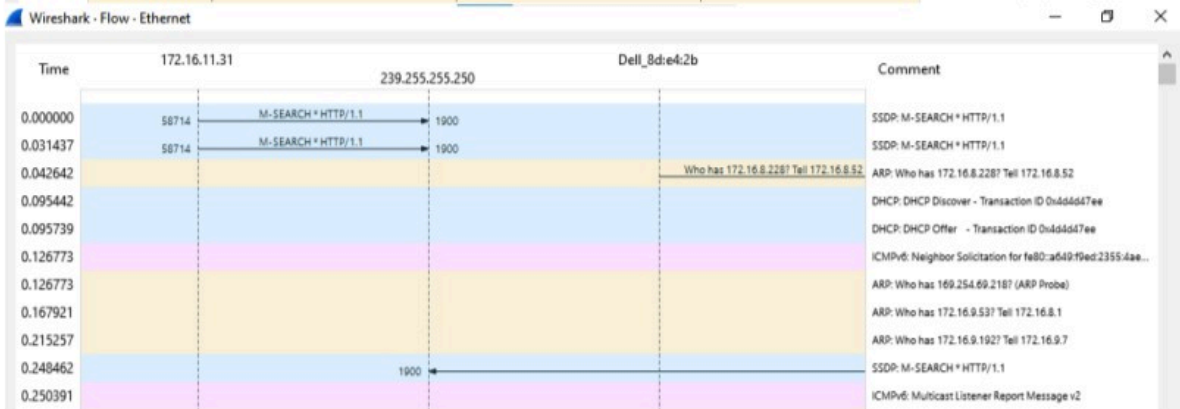 Wireshark · Flow · Ethernet
Time 172.16.11.31 239.255.255.250 Dell_8d:e4:2b Comment
0.000000 58714 M-SEARCH * HTTP/1.1 1900 SSDP: M-SEARCH * HTTP/1.1
0.031437 58714 M-SEARCH * HTTP/1.1 1900 SSDP: M-SEARCH * HTTP/1.1
0.042642 Who has 172.16.8.228? Tell 172.16.8.52 ARP: Who has 172.16.8.228? Tell 172.16.8.52
0.095442 DHCP: DHCP Discover - Transaction ID 0x4d4d47ee
0.095739 DHCP: DHCP Offer - Transaction ID 0x4d4d47ee
0.126773 ICMPv6: Neighbor Solicitation for fe80::a649:f9ed:2355:4ae...
0.126773 ARP: Who has 169.254.69.218? (ARP Probe)
0.167921 ARP: Who has 172.16.9.53? Tell 172.16.8.1
0.215257 ARP: Who has 172.16.9.192? Tell 172.16.9.7
0.248462 1900 SSDP: M-SEARCH * HTTP/1.1
0.250391 ICMPv6: Multicast Listener Report Message v2